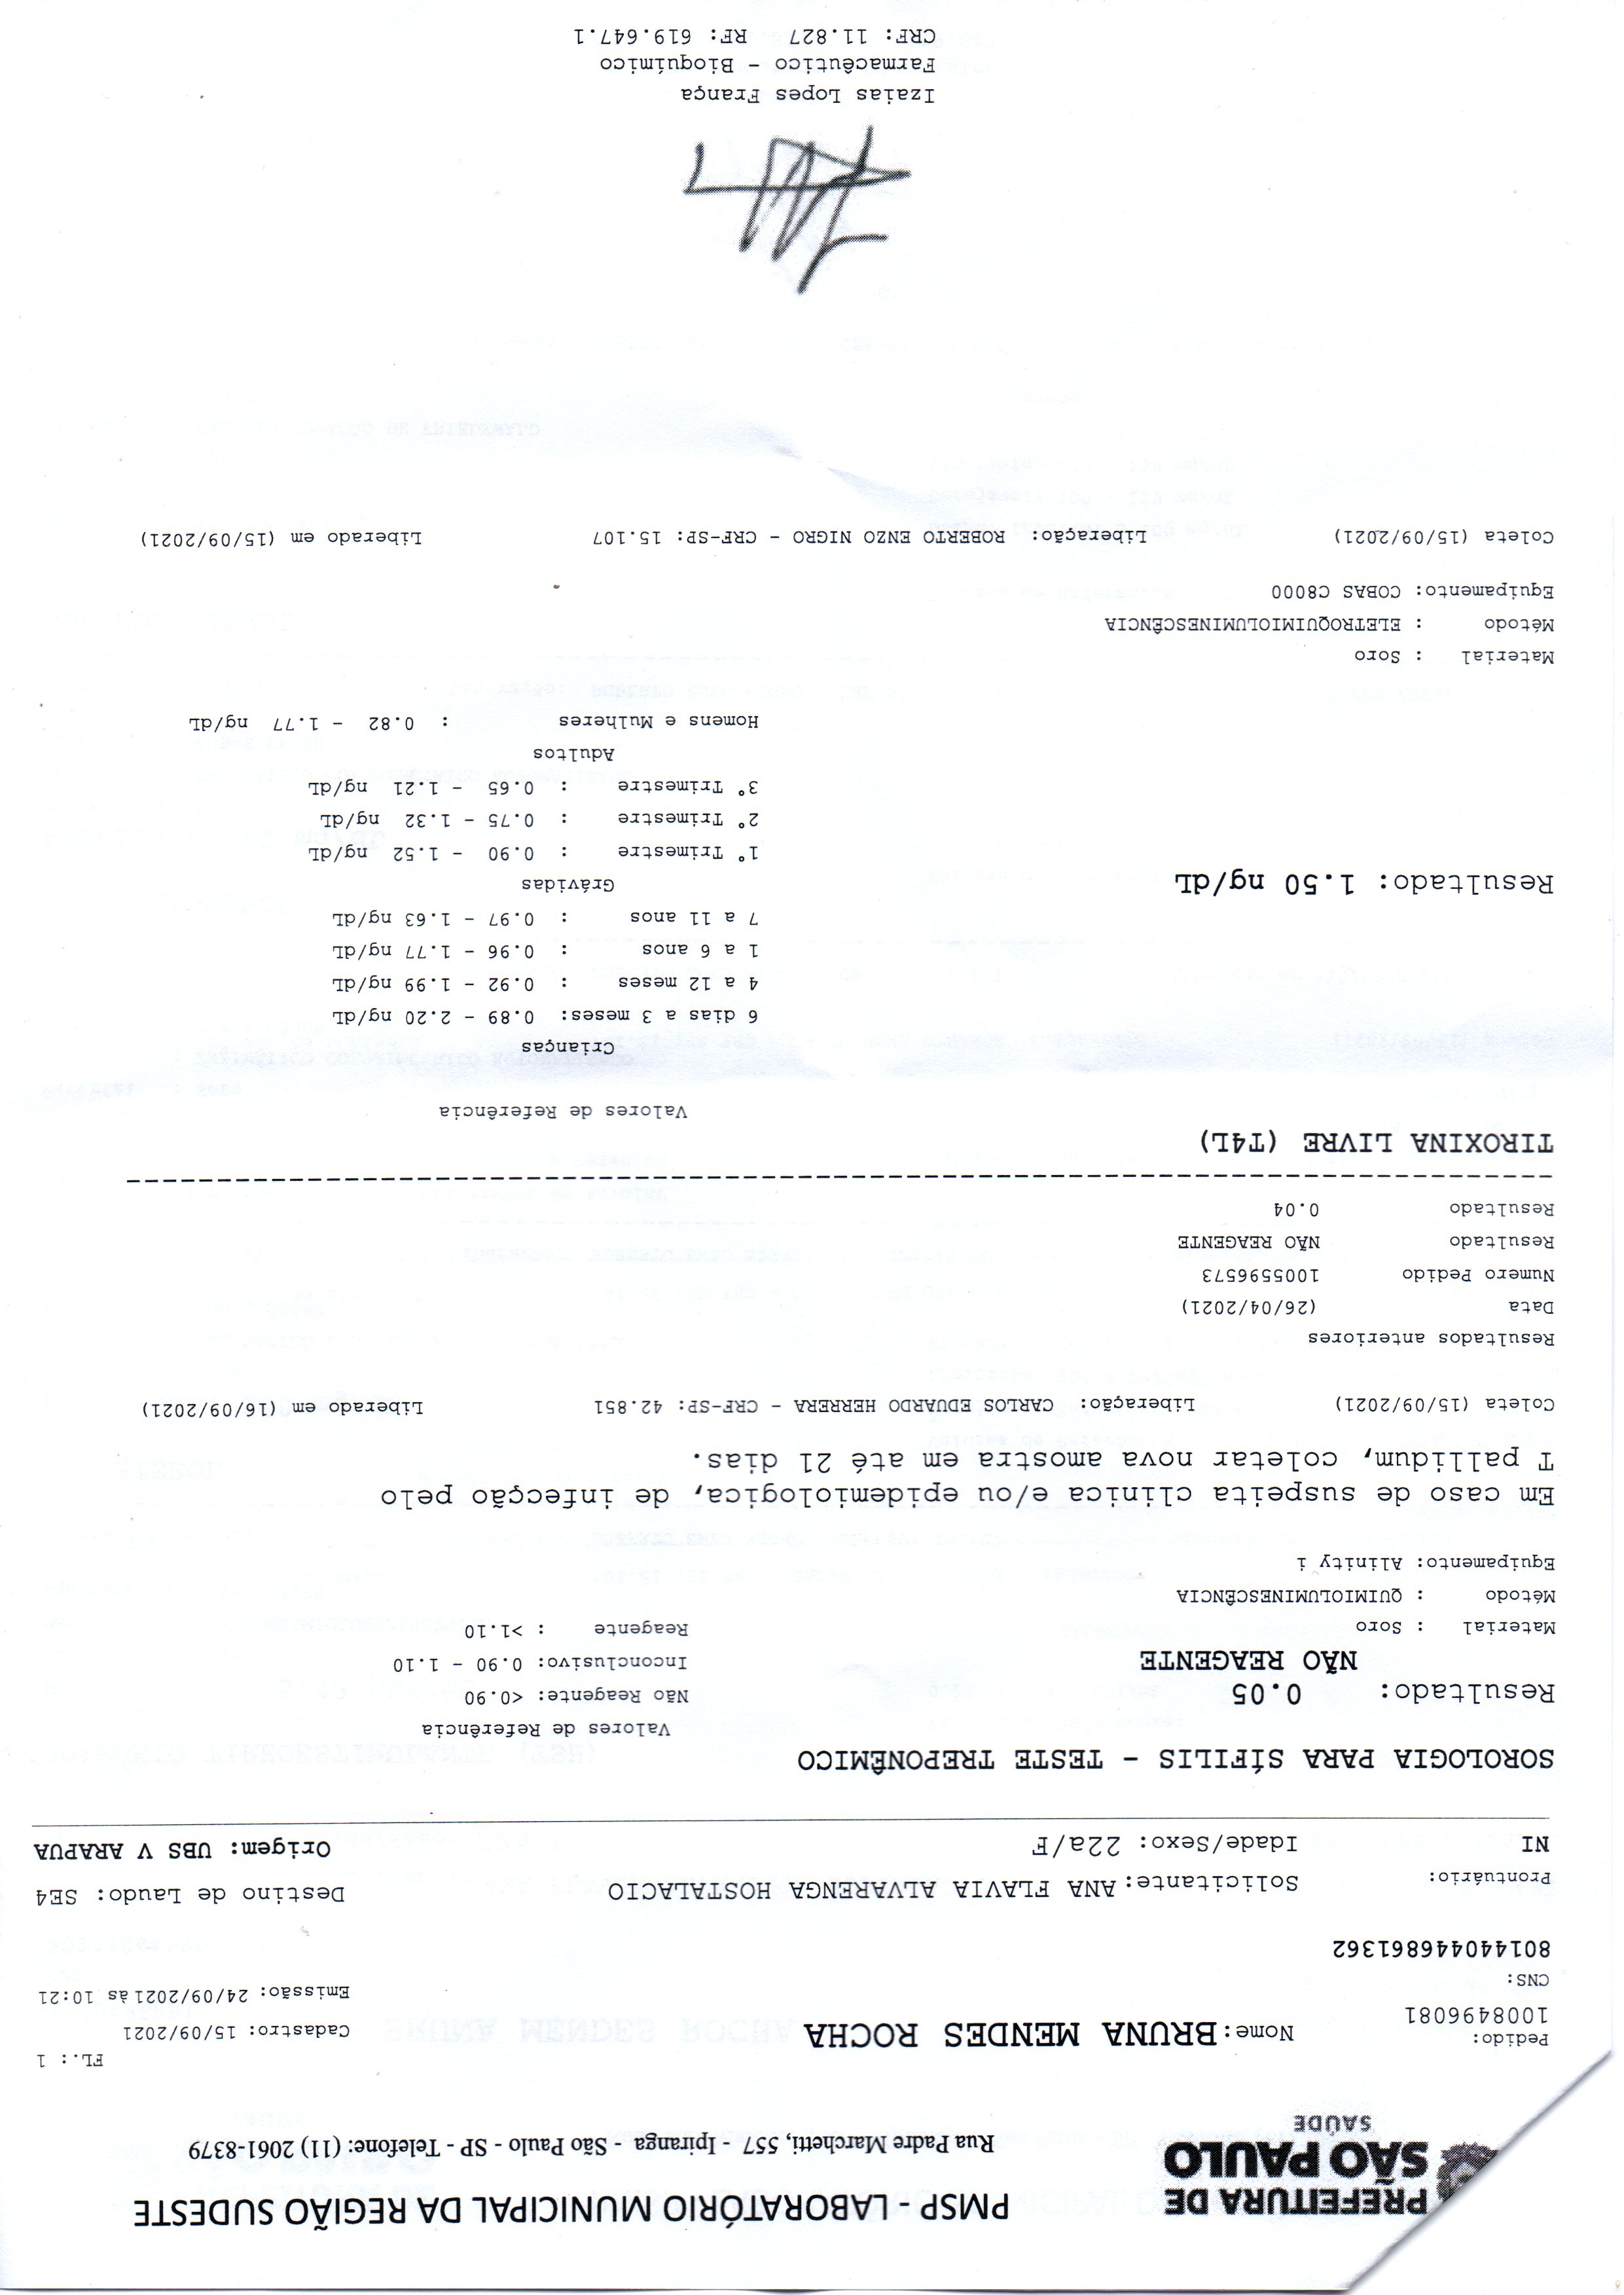 PREFEITURA DE
SÃO PAULO
SAÚDE
PMSP - LABORATÓRIO MUNICIPAL DA REGIÃO SUDESTE
Rua Padre Marchetti, 557 - Ipiranga - São Paulo - SP - Telefone: (11) 2061-8379
FL.: 1
Pedido:
1008496081
Nome: BRUNA MENDES ROCHA
Cadastro: 15/09/2021
CNS:
801440446861362
Emissão: 24/09/2021 às 10:21
Prontuário:
NI
Solicitante: ANA FLAVIA ALVARENGA HOSTALACIO
Destino de Laudo: SE4
Idade/Sexo: 22a/F
Origem: UBS V ARAPUA
SOROLOGIA PARA SÍFILIS - TESTE TREPONÊMICO
Valores de Referência
Resultado: 0.05
NÃO REAGENTE
Não Reagente: <0.90
Inconclusivo: 0.90 - 1.10
Reagente : >1.10
Material : Soro
Método : QUIMIOLUMINESCÊNCIA
Equipamento: Alinity i
Em caso de suspeita clinica e/ou epidemiologica, de infecção pelo
T pallidum, coletar nova amostra em até 21 dias.
Coleta (15/09/2021) Liberação: CARLOS EDUARDO HERRERA - CRF-SP: 42.851 Liberado em (16/09/2021)
Resultados anteriores
Data (26/04/2021)
Numero Pedido 1005596573
Resultado NÃO REAGENTE
Resultado 0.04
TIROXINA LIVRE (T4L)
Valores de Referência
Crianças
6 dias a 3 meses: 0.89 - 2.20 ng/dL
4 a 12 meses : 0.92 - 1.99 ng/dL
1 a 6 anos : 0.96 - 1.77 ng/dL
7 a 11 anos : 0.97 - 1.63 ng/dL
Resultado: 1.50 ng/dL
Grávidas
1° Trimestre : 0.90 - 1.52 ng/dL
2° Trimestre : 0.75 - 1.32 ng/dL
3° Trimestre : 0.65 - 1.21 ng/dL
Adultos
Homens e Mulheres : 0.82 - 1.77 ng/dL
Material : Soro
Método : ELETROQUIMIOLUMINESCÊNCIA
Equipamento: COBAS C8000
Coleta (15/09/2021) Liberação: ROBERTO ENZO NIGRO - CRF-SP: 15.107 Liberado em (15/09/2021)
Izaias Lopes França
Farmacêutico - Bioquímico
CRF: 11.827 RF: 619.647.1